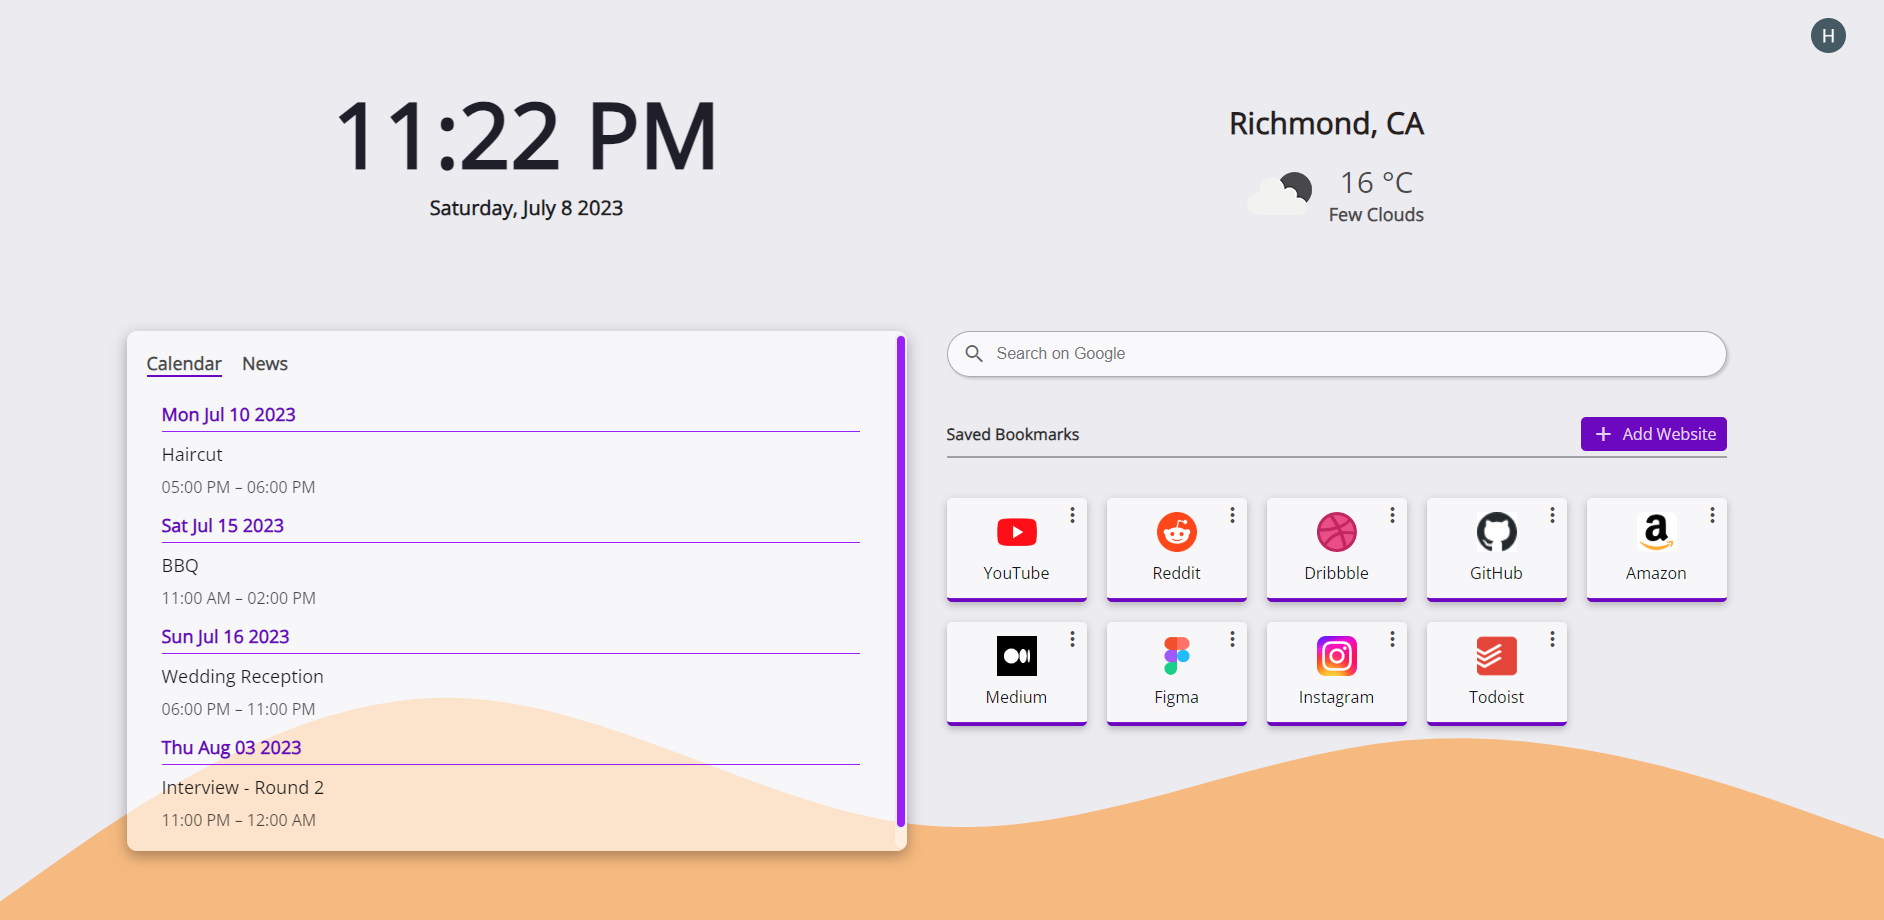 H
11:22 PM
Saturday, July 8 2023
Richmond, CA
16 °C
Few Clouds
Calendar News
Mon Jul 10 2023
Haircut
05:00 PM – 06:00 PM
Sat Jul 15 2023
BBQ
11:00 AM – 02:00 PM
Sun Jul 16 2023
Wedding Reception
06:00 PM – 11:00 PM
Thu Aug 03 2023
Interview - Round 2
11:00 PM – 12:00 AM
Search on Google
Saved Bookmarks
+ Add Website
YouTube
Reddit
Dribbble
GitHub
a
Amazon
Medium
Figma
Instagram
Todoist